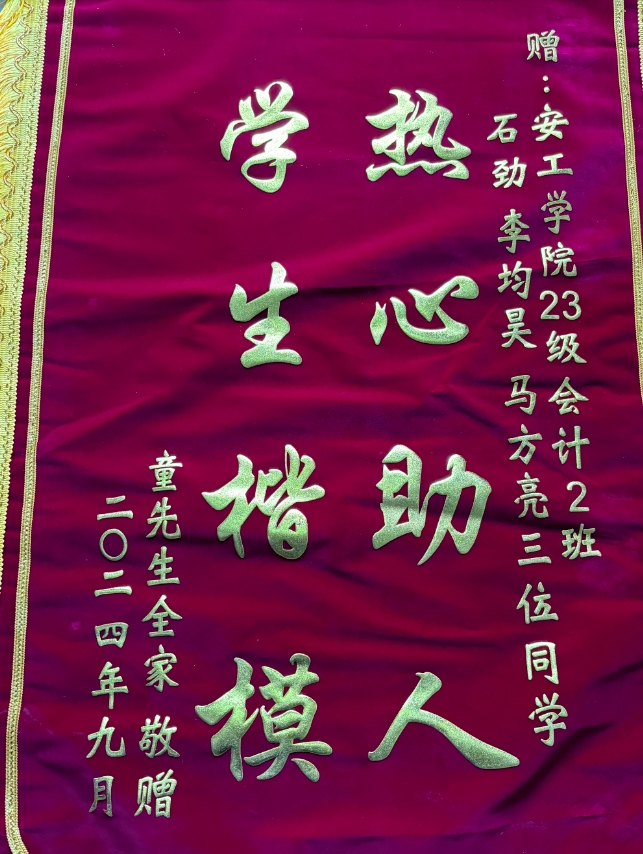 赠：安工学院23级会计2班
石劲 李均昊 马方亮三位同学
热心助人
学生楷模
童先生全家 敬赠
二〇二四年九月